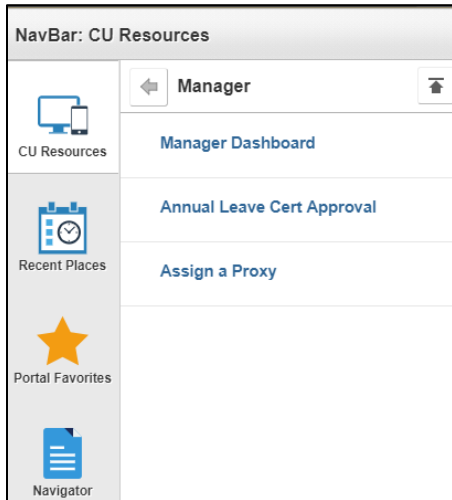 NavBar: CU Resources
CU Resources
Recent Places
Portal Favorites
Navigator
Manager
Manager Dashboard
Annual Leave Cert Approval
Assign a Proxy